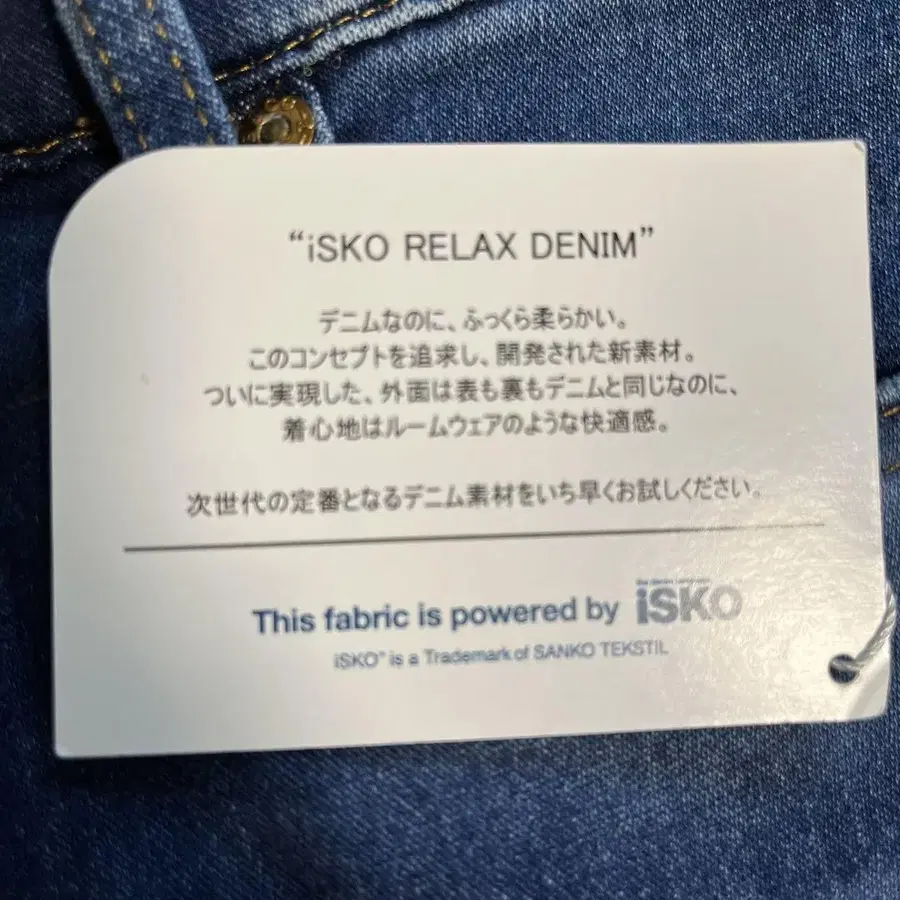 “iSKO RELAX DENIM”
デニムなのに、ふっくら柔らかい。
このコンセプトを追求し、開発された新素材。
ついに実現した、外面は表も裏もデニムと同じなのに、
着心地はルームウェアのような快適感。
次世代の定番となるデニム素材をいち早くお試しください。
This fabric is powered by iSKO
iSKO™ is a Trademark of SANKO TEKSTIL